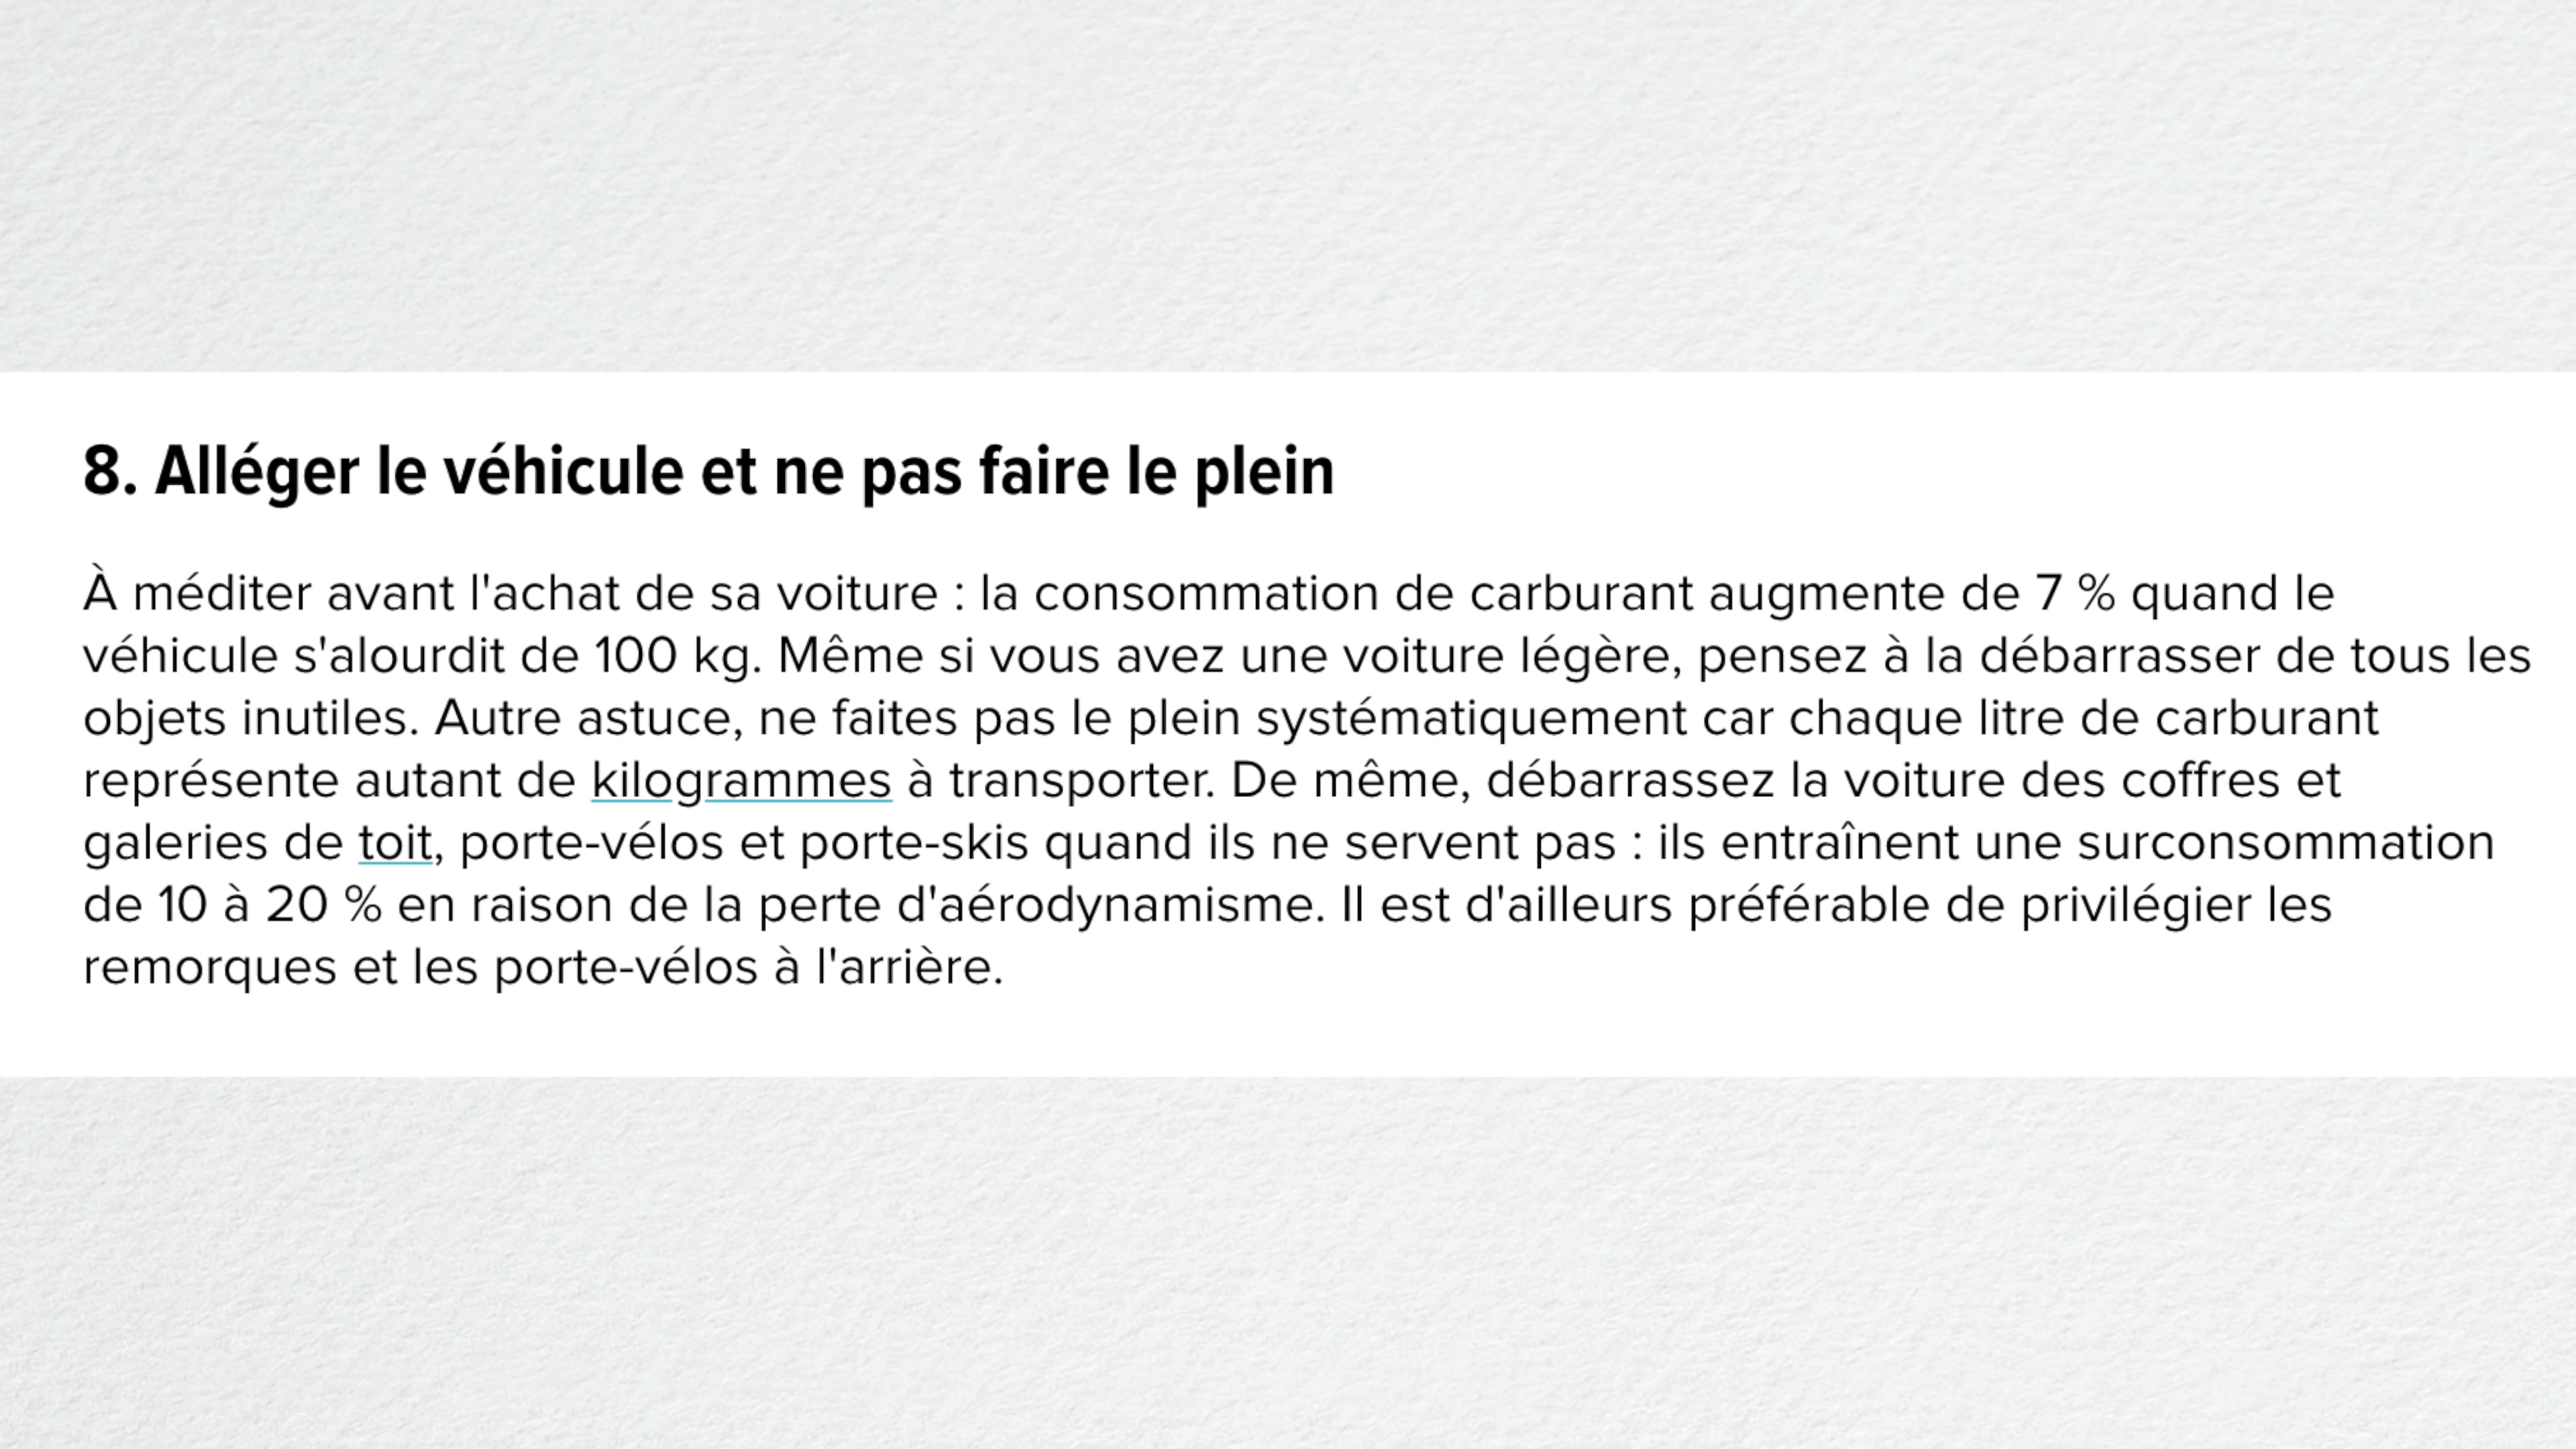 8. Alléger le véhicule et ne pas faire le plein
À méditer avant l'achat de sa voiture : la consommation de carburant augmente de 7 % quand le
véhicule s'alourdit de 100 kg. Même si vous avez une voiture légère, pensez à la débarrasser de tous les
objets inutiles. Autre astuce, ne faites pas le plein systématiquement car chaque litre de carburant
représente autant de kilogrammes à transporter. De même, débarrassez la voiture des coffres et
galeries de toit, porte-vélos et porte-skis quand ils ne servent pas : ils entraînent une surconsommation
de 10 à 20 % en raison de la perte d'aérodynamisme. Il est d'ailleurs préférable de privilégier les
remorques et les porte-vélos à l'arrière.